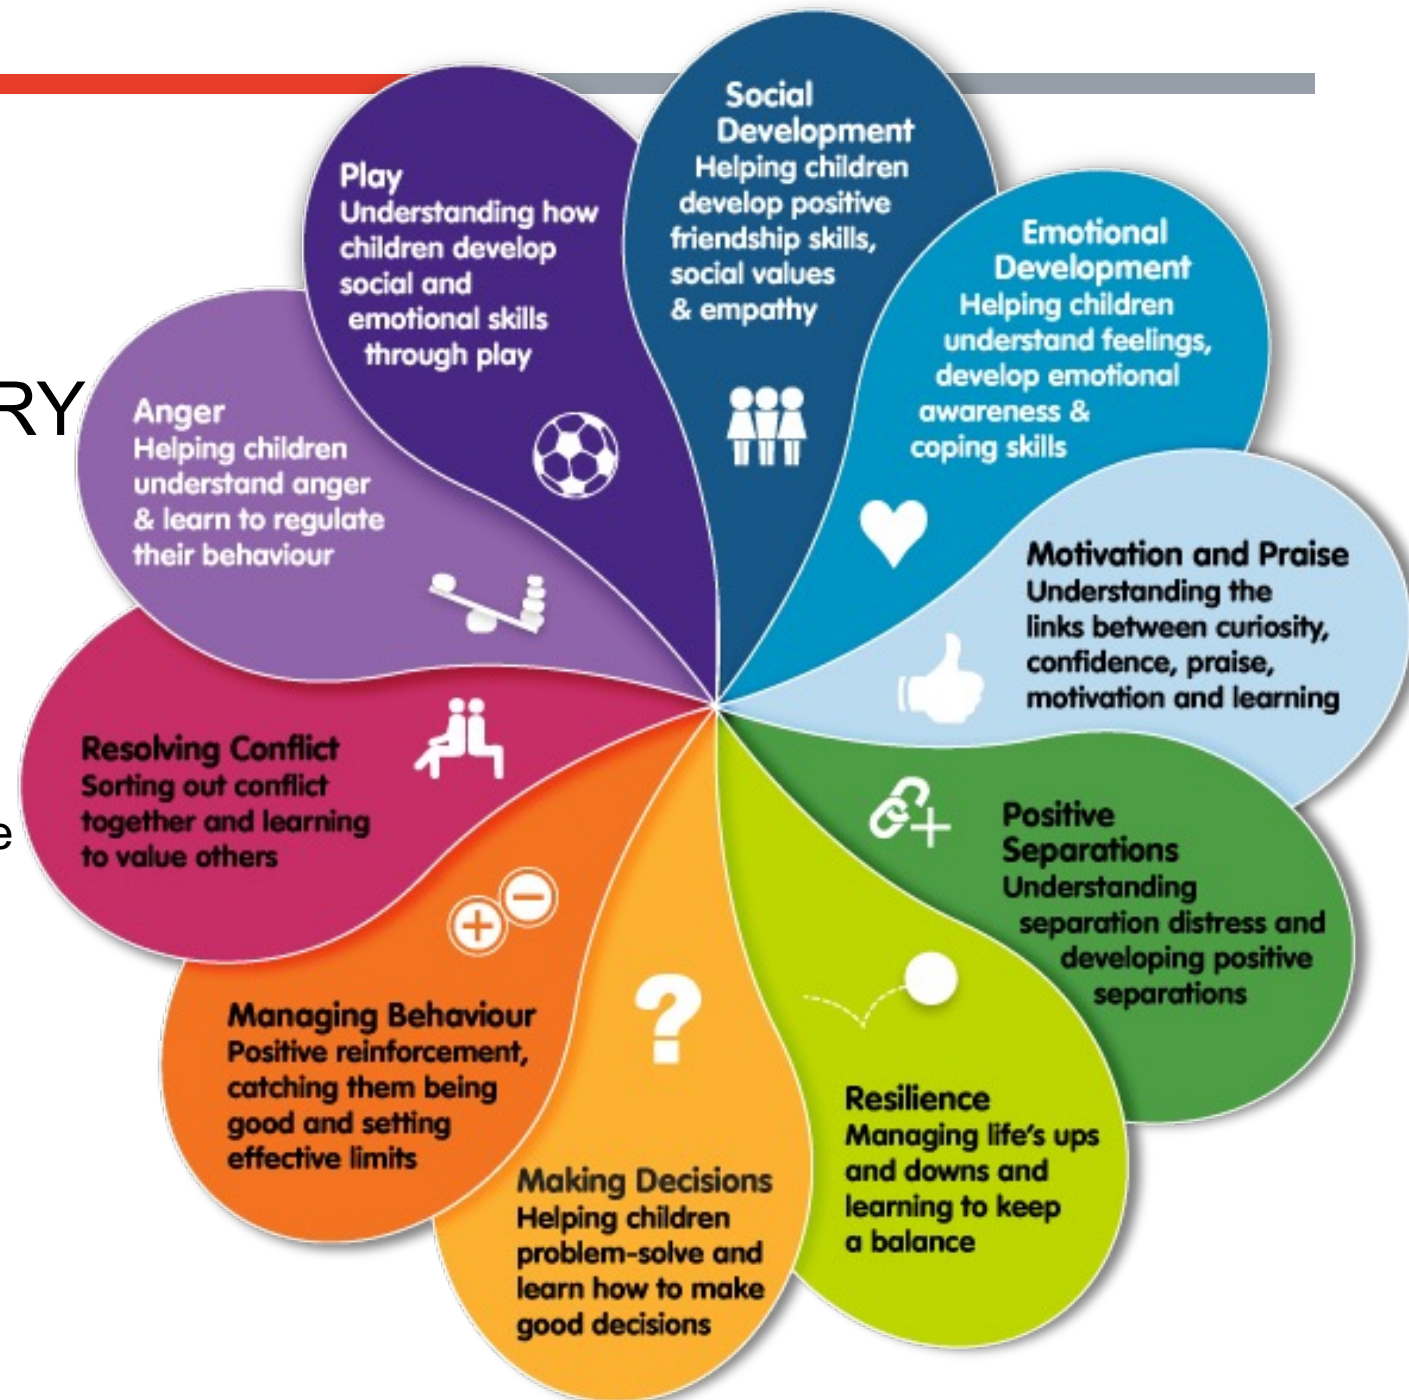 Social
Development
Helping children
develop positive
friendship skills,
social values
& empathy
Emotional
Development
Helping children
understand feelings,
develop emotional
awareness &
coping skills
Motivation and Praise
Understanding the
links between curiosity,
confidence, praise,
motivation and learning
Positive
Separations
Understanding
separation distress and
developing positive
separations
Resilience
Managing life's ups
and downs and
learning to keep
a balance
Making Decisions
Helping children
problem-solve and
learn how to make
good decisions
Managing Behaviour
Positive reinforcement,
catching them being
good and setting
effective limits
Resolving Conflict
Sorting out conflict
together and learning
to value others
Anger
Helping children
understand anger
& learn to regulate
their behaviour
Play
Understanding how
children develop
social and
emotional skills
through play
RY
e